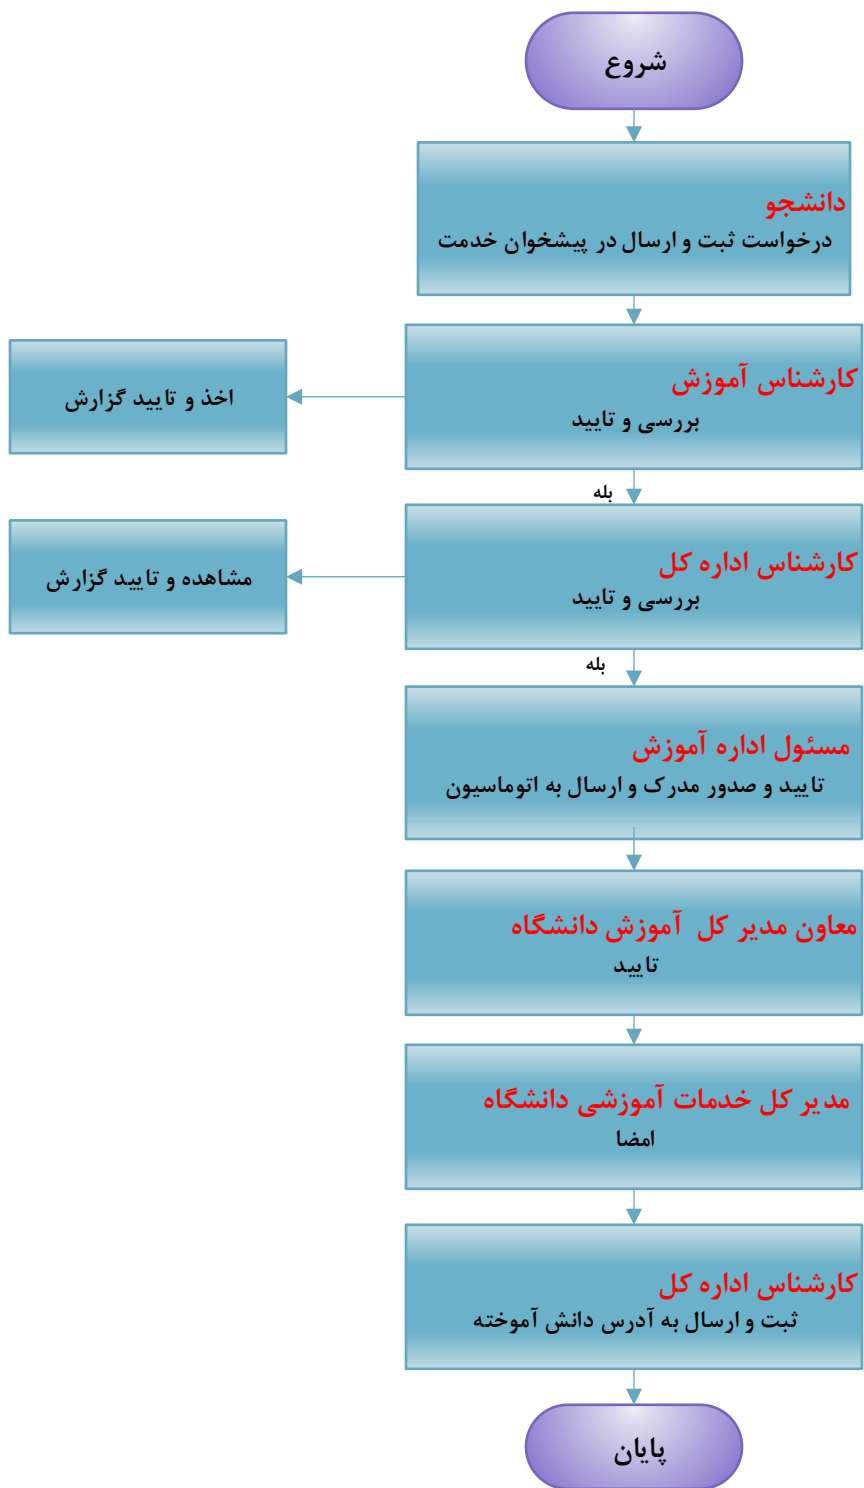 شروع
دانشجو
درخواست ثبت و ارسال در پیشخوان خدمت
کارشناس آموزش
بررسی و تایید
اخذ و تایید گزارش
بله
کارشناس اداره کل
بررسی و تایید
مشاهده و تایید گزارش
بله
مسئول اداره آموزش
تایید و صدور مدرک و ارسال به اتوماسیون
معاون مدیر کل آموزش دانشگاه
تایید
مدیر کل خدمات آموزشی دانشگاه
امضا
کارشناس اداره کل
ثبت و ارسال به آدرس دانش آموخته
پایان